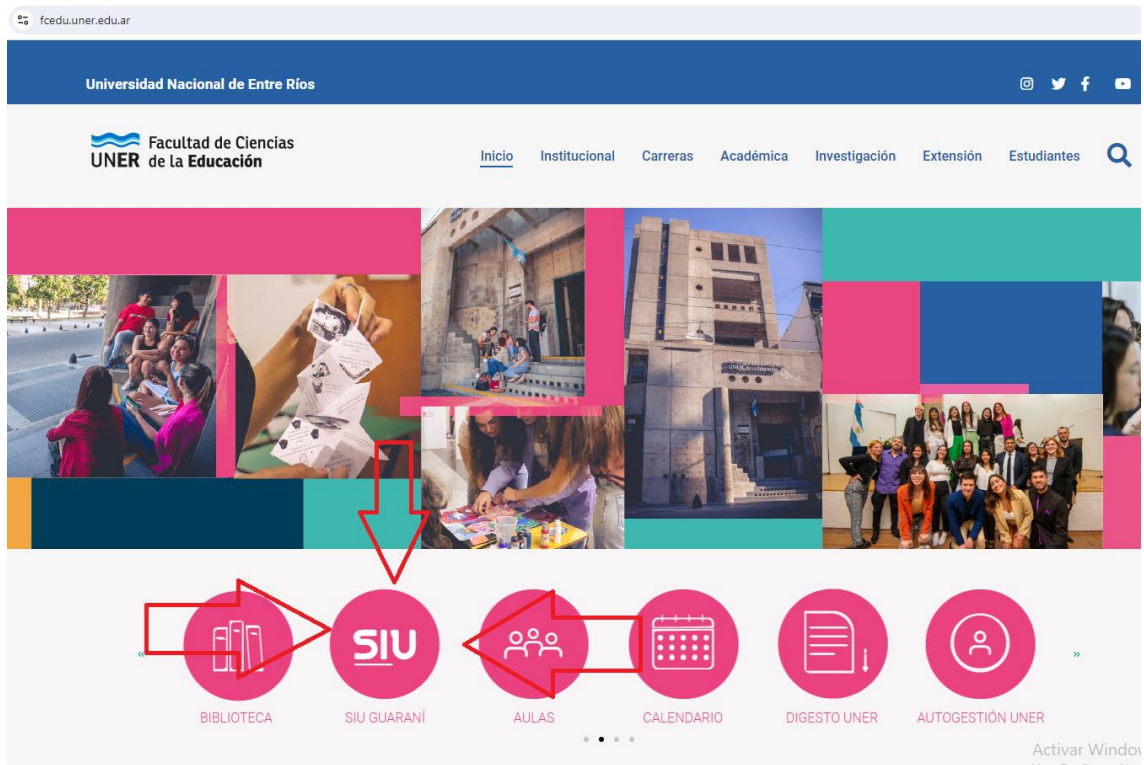 fcedu.uner.edu.ar
Universidad Nacional de Entre Ríos
UNER
Facultad de Ciencias
de la Educación
Inicio Institucional Carreras Académica Investigación Extensión Estudiantes
SIU
BIBLIOTECA SIU GUARANÍ AULAS CALENDARIO DIGESTO UNER AUTOGESTIÓN UNER
Activar Window